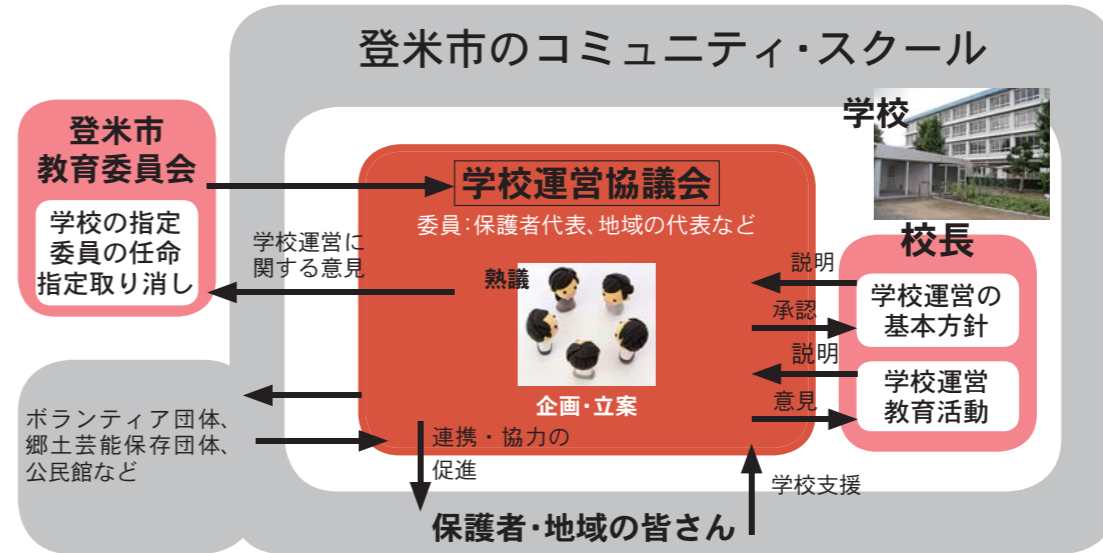 登米市のコミュニティ・スクール
登米市
教育委員会
学校の指定
委員の任命
指定取り消し
学校運営に
関する意見
学校運営協議会
委員：保護者代表、地域の代表など
熟議
企画・立案
学校
校長
説明
承認
学校運営の
基本方針
説明
意見
学校運営
教育活動
ボランティア団体、
郷土芸能保存団体、
公民館など
連携・協力の
促進
学校支援
保護者・地域の皆さん